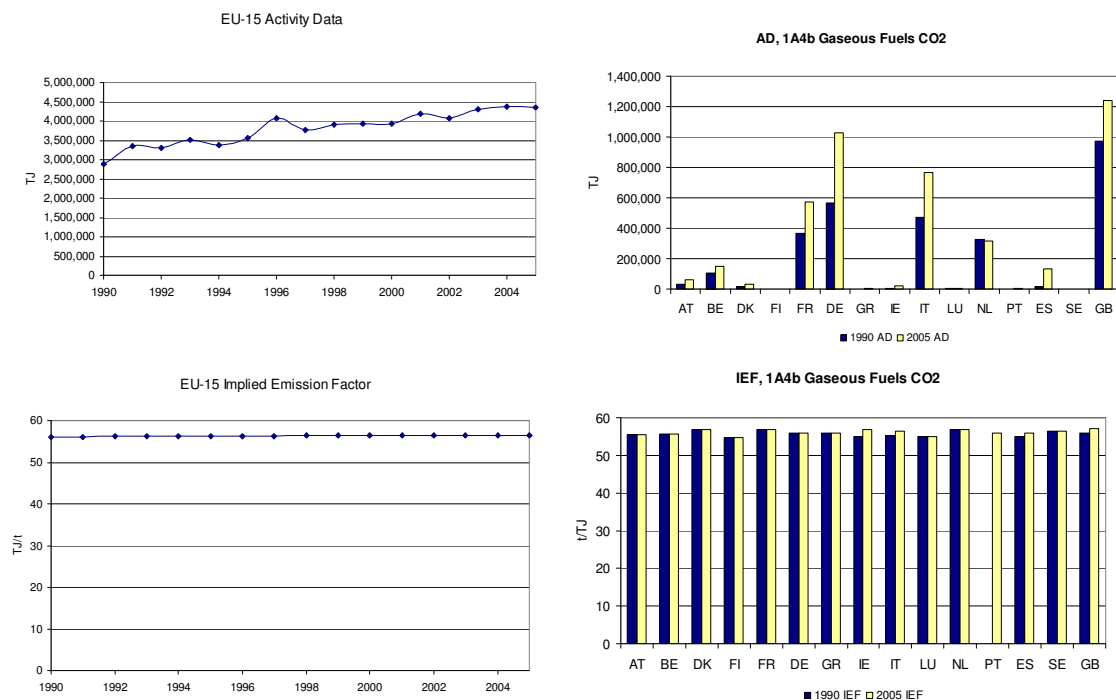 EU-15 Activity Data
5,000,000
4,500,000
4,000,000
3,500,000
3,000,000
2,500,000
2,000,000
1,500,000
1,000,000
500,000
0
TJ
1990 1992 1994 1996 1998 2000 2002 2004
AD, 1A4b Gaseous Fuels CO2
1,400,000
1,200,000
1,000,000
800,000
600,000
400,000
200,000
0
TJ
AT BE DK FI FR DE GR IE IT LU NL PT ES SE GB
1990 AD 2005 AD
EU-15 Implied Emission Factor
60
50
40
30
20
10
0
TJ/t
1990 1992 1994 1996 1998 2000 2002 2004
IEF, 1A4b Gaseous Fuels CO2
60
50
40
30
20
10
0
t/TJ
AT BE DK FI FR DE GR IE IT LU NL PT ES SE GB
1990 IEF 2005 IEF